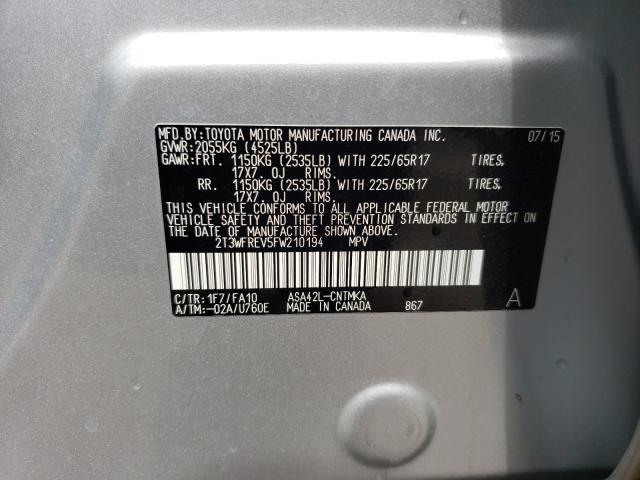 MFD.BY:TOYOTA MOTOR MANUFACTURING CANADA INC. 07/15
GVWR:2055KG (4525LB)
GAWR:FRT. 1150KG (2535LB) WITH 225/65R17 TIRES,
17X7.0J RIMS.
RR. 1150KG (2535LB) WITH 225/65R17 TIRES,
17X7.0J RIMS.
THIS VEHICLE CONFORMS TO ALL APPLICABLE FEDERAL MOTOR
VEHICLE SAFETY AND THEFT PREVENTION STANDARDS IN EFFECT ON
THE DATE OF MANUFACTURE SHOWN ABOVE.
2T3WFREV5FW210194 MPV
C/TR:1F7/FA10 ASA42L-CNTMKA
A/TM:-02A/U760E MADE IN CANADA 867 A